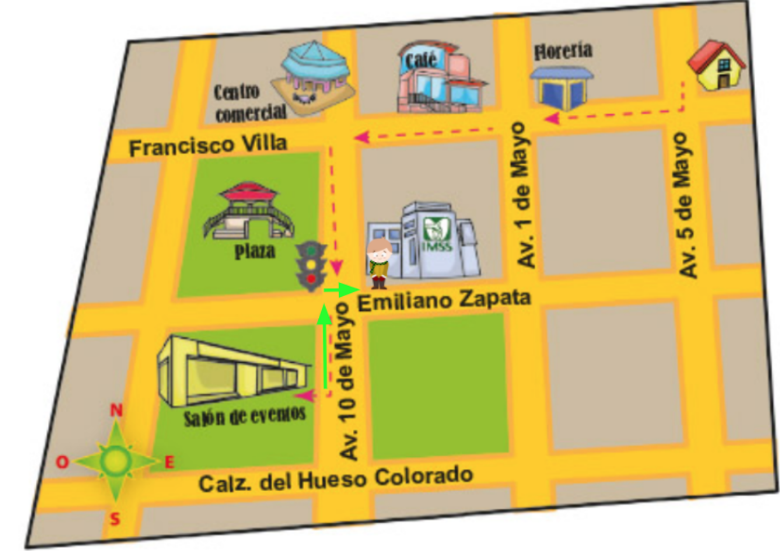 Centro
comercial
Café
Florería
Francisco Villa
Av. 1 de Mayo
Av. 5 de Mayo
Plaza
IMSS
Emiliano Zapata
Av. 10 de Mayo
Salón de eventos
N
O
E
S
Calz. del Hueso Colorado